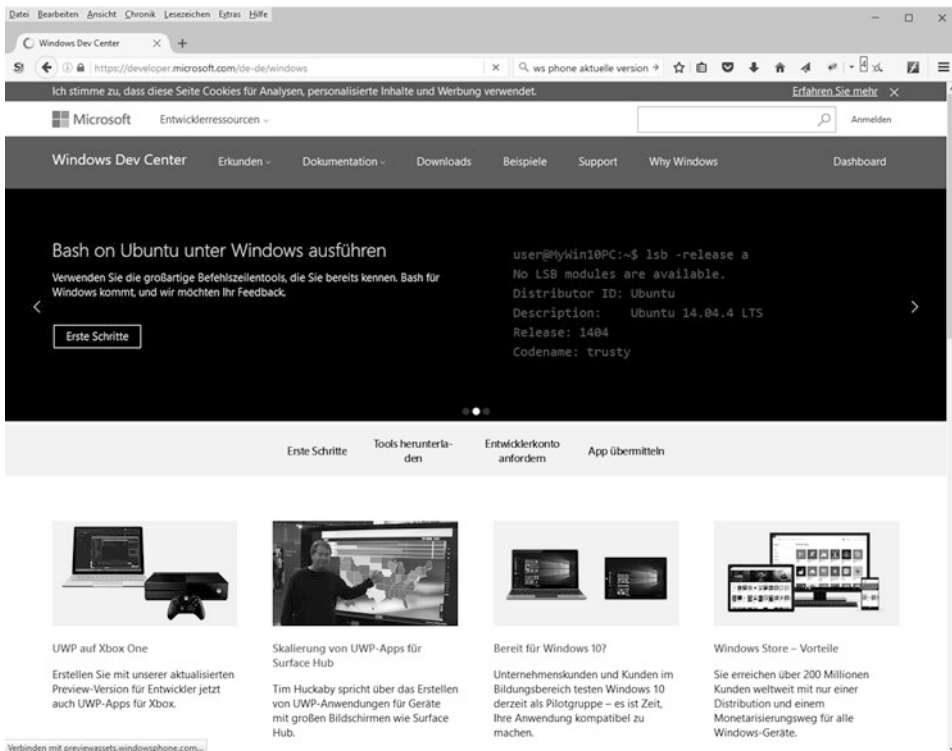 Datei Bearbeiten Ansicht Chronik Lesezeichen Extras Hilfe
Windows Dev Center
https://developer.microsoft.com/de-de/windows
ws phone aktuelle version
Ich stimme zu, dass diese Seite Cookies für Analysen, personalisierte Inhalte und Werbung verwendet.
Erfahren Sie mehr
Microsoft
Entwicklerressourcen
Anmelden
Windows Dev Center
Erkunden
Dokumentation
Downloads
Beispiele
Support
Why Windows
Dashboard
Bash on Ubuntu unter Windows ausführen
Verwenden Sie die großartige Befehlszeilentools, die Sie bereits kennen. Bash für
Windows kommt, und wir möchten Ihr Feedback.
Erste Schritte
user@MyWin10PC:~$ lsb -release a
No LSB modules are available.
Distributor ID: Ubuntu
Description: Ubuntu 14.04.4 LTS
Release: 1404
Codename: trusty
Erste Schritte
Tools herunterla-
den
Entwicklerkonto
anfordern
App übermitteln
UWP auf Xbox One
Erstellen Sie mit unserer aktualisierten
Preview-Version für Entwickler jetzt
auch UWP-Apps für Xbox.
Skalierung von UWP-Apps für
Surface Hub
Tim Huckaby spricht über das Erstellen
von UWP-Anwendungen für Geräte
mit großen Bildschirmen wie Surface
Hub.
Bereit für Windows 10?
Unternehmenskunden und Kunden im
Bildungsbereich testen Windows 10
derzeit als Pilotgruppe – es ist Zeit,
Ihre Anwendung kompatibel zu
machen.
Windows Store – Vorteile
Sie erreichen über 200 Millionen
Kunden weltweit mit nur einer
Distribution und einem
Monetarisierungsweg für alle
Windows-Geräte.
Verbinden mit previewassets.windowsphone.com...